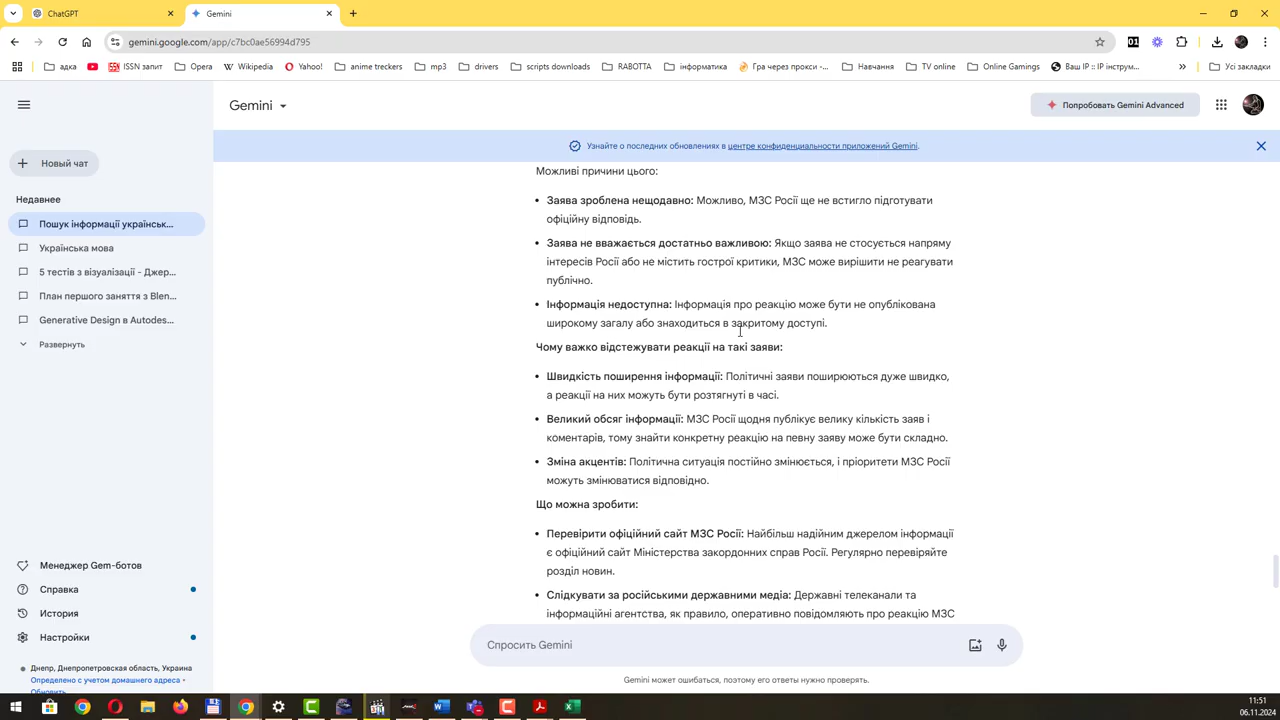 ChatGPT
Gemini
gemini.google.com/app/c7bc0ae56994d795
адка
ISSN запит
Opera
Wikipedia
Yahoo!
anime treckers
mp3
drivers
scripts downloads
RABOTTA
інформатика
Гра через прокси -...
Навчання
TV online
Online Gamings
Ваш IP :: IP інструм...
Усі закладки
Gemini
Попробовать Gemini Advanced
Узнайте о последних обновлениях в центре конфиденциальности приложений Gemini.
Новый чат
Недавнее
Пошук інформації українськ...
Українська мова
5 тестів з візуалізації - Джер...
План першого заняття з Blen...
Generative Design в Autodes...
Развернуть
Менеджер Gem-ботов
Справка
История
Настройки
Днепр, Днепропетровская область, Украина
Определено с учетом домашнего адреса •
Обновить
Можливі причини цього:
• Заява зроблена нещодавно: Можливо, МЗС Росії ще не встигло підготувати
офіційну відповідь.
• Заява не вважається достатньо важливою: Якщо заява не стосується напряму
інтересів Росії або не містить гострої критики, МЗС може вирішити не реагувати
публічно.
• Інформація недоступна: Інформація про реакцію може бути не опублікована
широкому загалу або знаходиться в закритому доступі.
Чому важко відстежувати реакції на такі заяви:
• Швидкість поширення інформації: Політичні заяви поширюються дуже швидко,
а реакції на них можуть бути розтягнуті в часі.
• Великий обсяг інформації: МЗС Росії щодня публікує велику кількість заяв і
коментарів, тому знайти конкретну реакцію на певну заяву може бути складно.
• Зміна акцентів: Політична ситуація постійно змінюється, і пріоритети МЗС Росії
можуть змінюватися відповідно.
Що можна зробити:
• Перевірити офіційний сайт МЗС Росії: Найбільш надійним джерелом інформації
є офіційний сайт Міністерства закордонних справ Росії. Регулярно перевіряйте
розділ новин.
• Слідкувати за російськими державними медіа: Державні телеканали та
інформаційні агентства, як правило, оперативно повідомляють про реакцію МЗС
Спросить Gemini
Gemini может ошибаться, поэтому его ответы нужно проверять.
11:51
06.11.2024